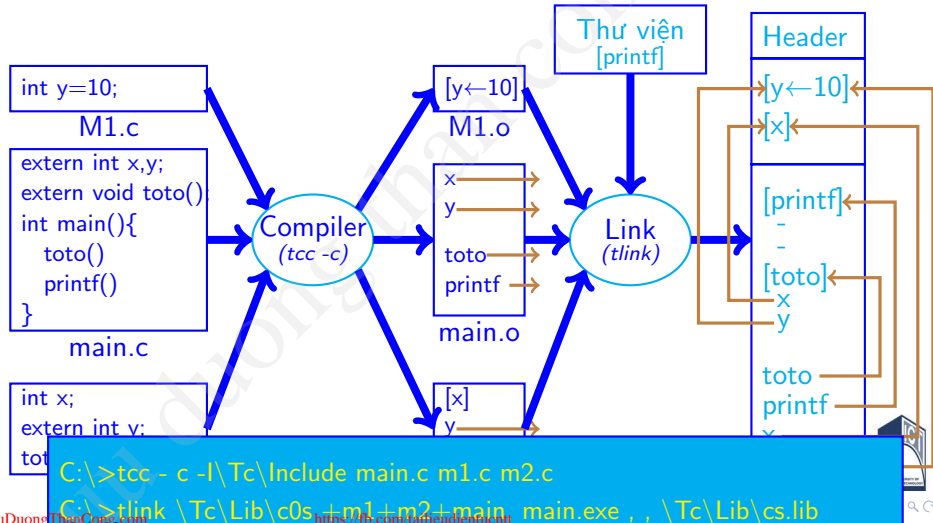 Thư viện
[printf]
Header
int y=10;
M1.c
extern int x,y;
extern void toto();
int main(){
toto()
printf()
}
main.c
int x;
extern int y;
Compiler
(tcc -c)
[y←10]
M1.o
x
y
toto
printf
main.o
[x]
y
Link
(tlink)
[y←10]
[x]
[printf]
-
-
[toto]
x
y
toto
printf
x
C:\>tcc - c -I\Tc\Include main.c m1.c m2.c
C:\>tlink \Tc\Lib\c0s +m1+m2+main main.exe , , \Tc\Lib\cs.lib